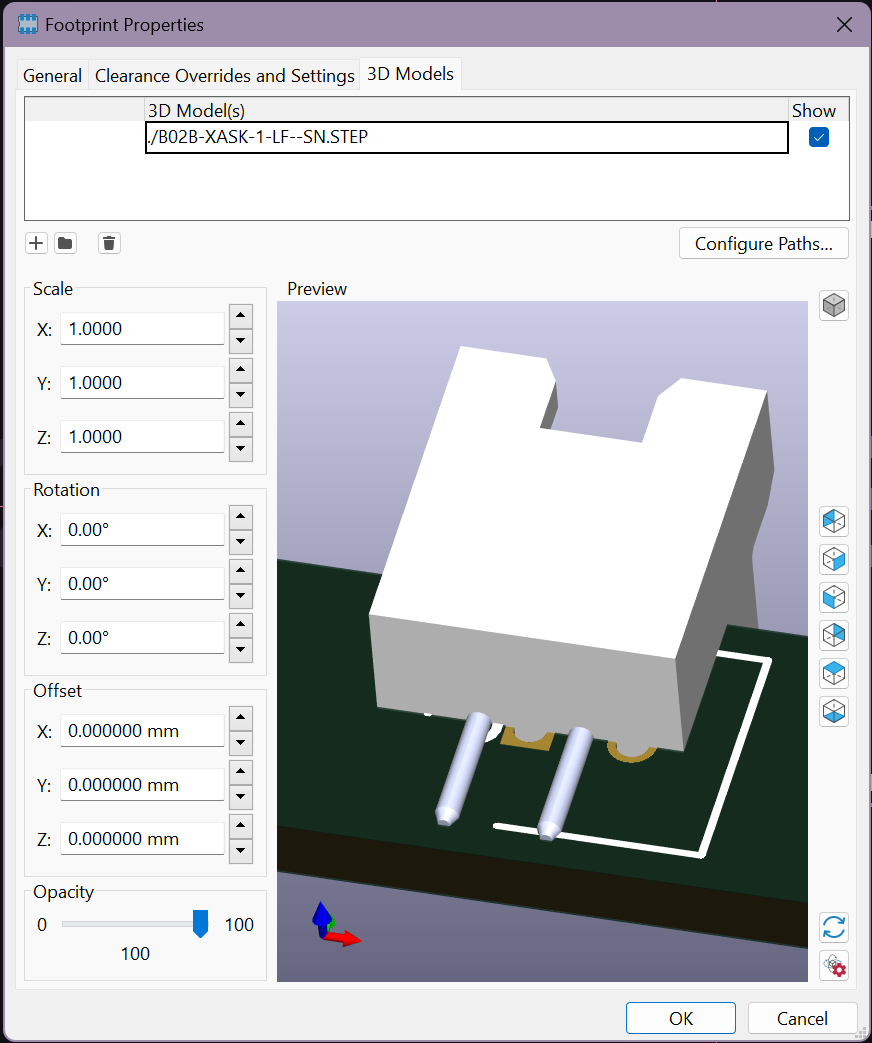 Footprint Properties
General Clearance Overrides and Settings 3D Models
3D Model(s) Show
./B02B-XASK-1-LF--SN.STEP
Configure Paths...
Scale
X: 1.0000
Y: 1.0000
Z: 1.0000
Rotation
X: 0.00°
Y: 0.00°
Z: 0.00°
Offset
X: 0.000000 mm
Y: 0.000000 mm
Z: 0.000000 mm
Opacity
0 100
100
Preview
OK Cancel